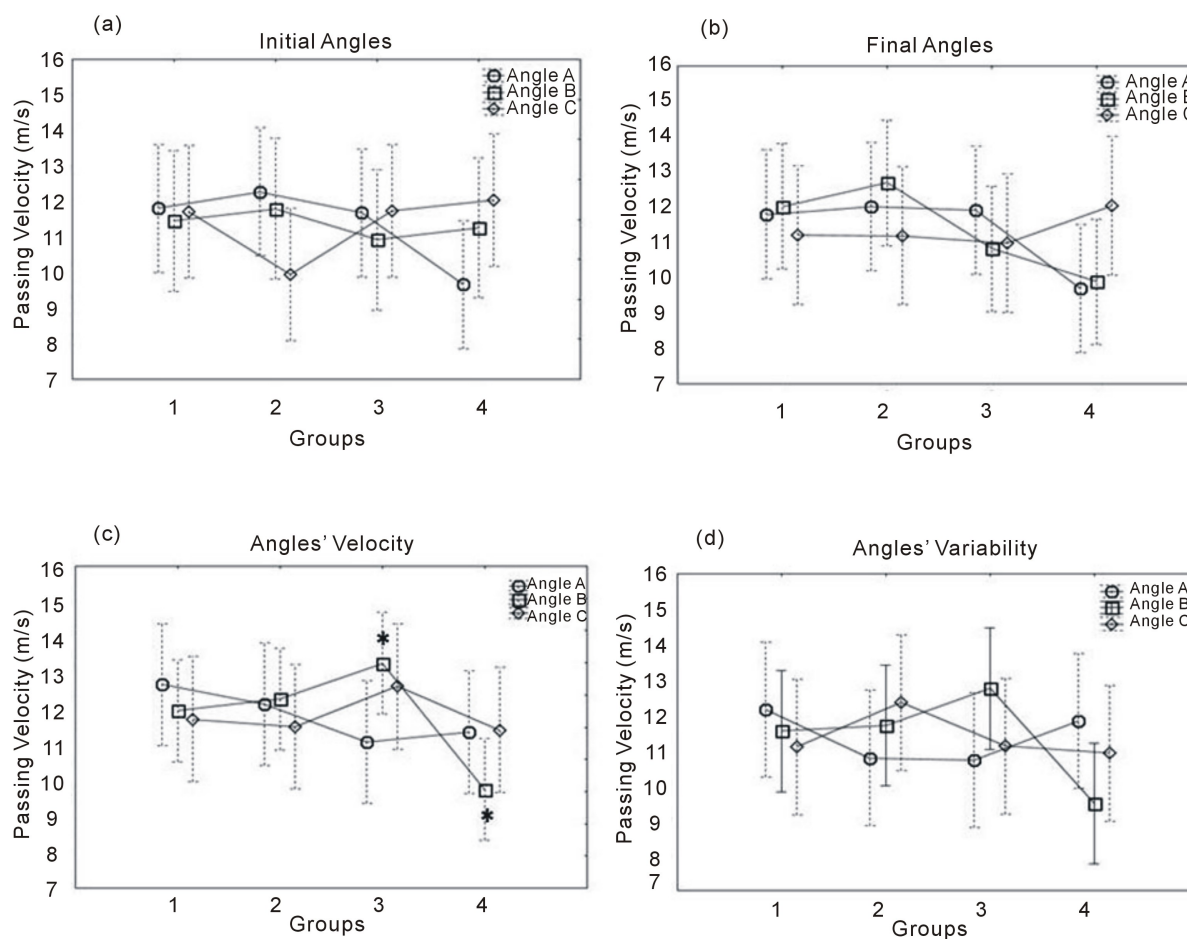 (a)
Initial Angles
Passing Velocity (m/s)
16
15
14
13
12
11
10
9
8
7
Angle A
Angle B
Angle C
1 2 3 4
Groups
(b)
Final Angles
Passing Velocity (m/s)
16
15
14
13
12
11
10
9
8
7
Angle
Angle
Angle
1 2 3 4
Groups
(c)
Angles' Velocity
Passing Velocity (m/s)
16
15
14
13
12
11
10
9
8
7
Angle A
Angle B
Angle C
*
*
1 2 3 4
Groups
(d)
Angles' Variability
Passing Velocity (m/s)
16
15
14
13
12
11
10
9
8
7
Angle A
Angle B
Angle C
1 2 3 4
Groups